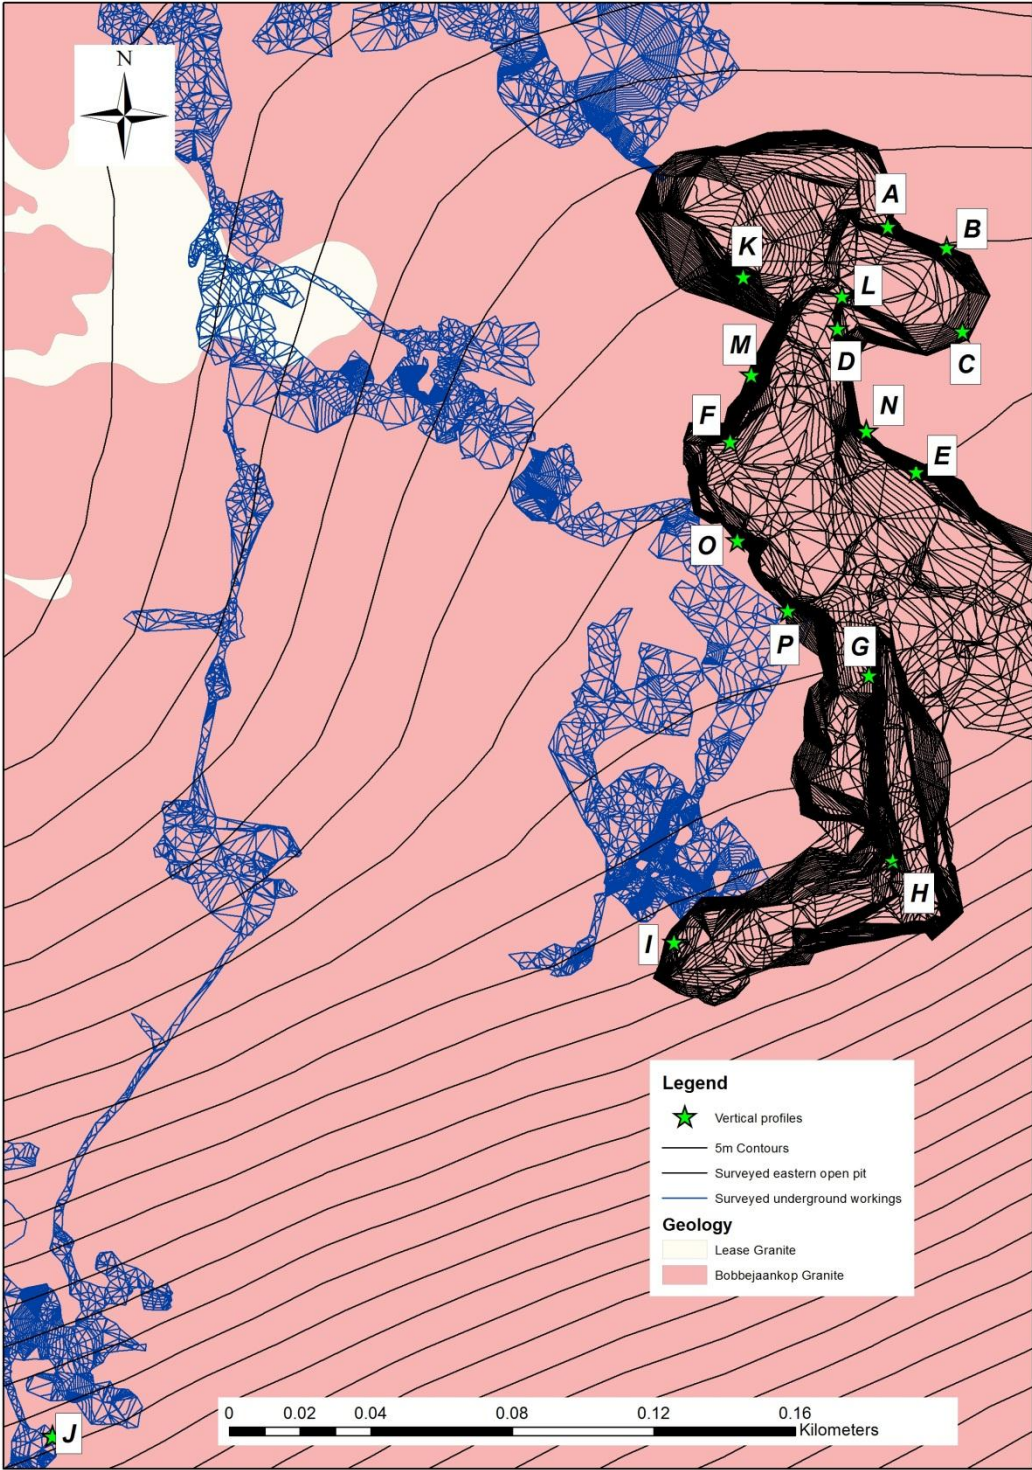 N
A
B
K
L
M
D
C
F
N
E
O
P
G
H
I
Legend
Vertical profiles
5m Contours
Surveyed eastern open pit
Surveyed underground workings
Geology
Lease Granite
Bobbejaankop Granite
0 0.02 0.04 0.08 0.12 0.16
Kilometers
J